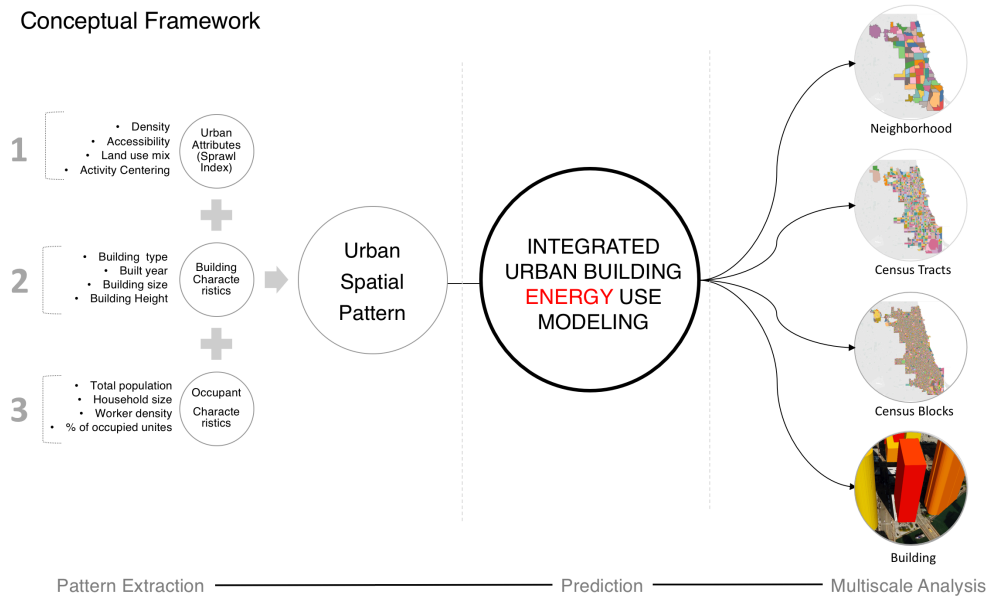 Conceptual Framework
1
• Density
• Accessibility
• Land use mix
• Activity Centering
Urban
Attributes
(Sprawl
Index)
2
• Building type
• Built year
• Building size
• Building Height
Building
Characte
ristics
3
• Total population
• Household size
• Worker density
• % of occupied unites
Occupant
Characte
ristics
Urban
Spatial
Pattern
INTEGRATED
URBAN BUILDING
ENERGY USE
MODELING
Neighborhood
Census Tracts
Census Blocks
Building
Pattern Extraction
Prediction
Multiscale Analysis